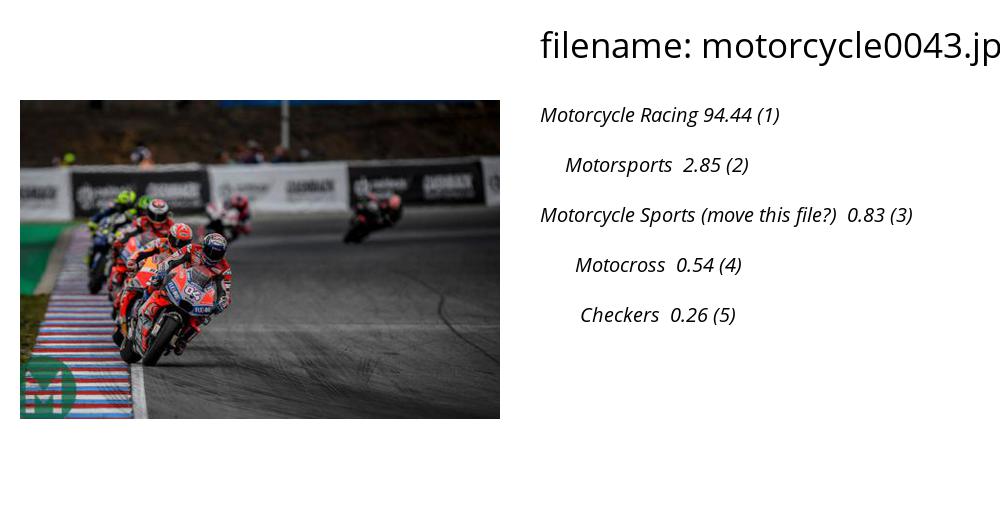 filename: motorcycle0043.jp
Motorcycle Racing 94.44 (1)
Motorsports 2.85 (2)
Motorcycle Sports (move this file?) 0.83 (3)
Motocross 0.54 (4)
Checkers 0.26 (5)
M